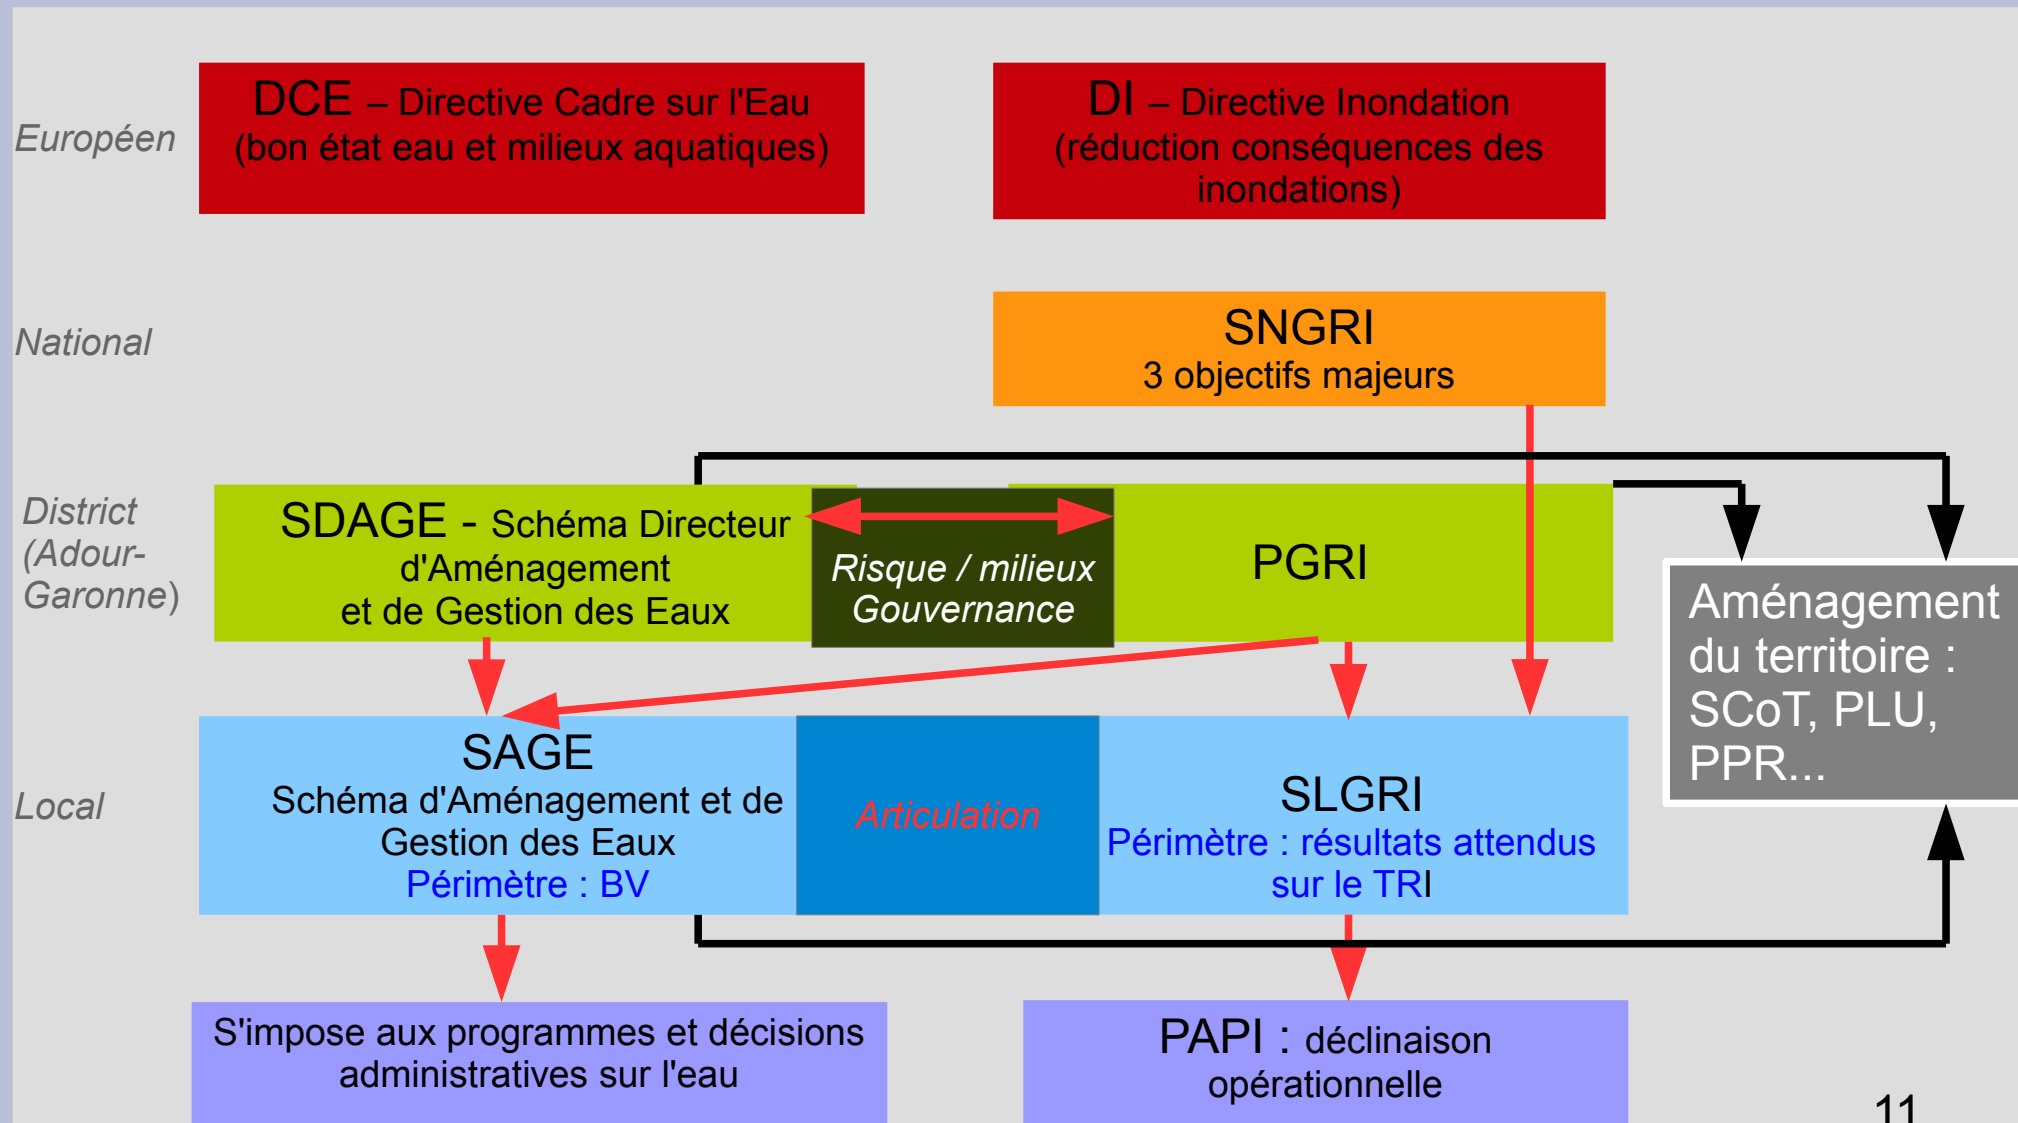 Européen
DCE – Directive Cadre sur l'Eau
(bon état eau et milieux aquatiques)
DI – Directive Inondation
(réduction conséquences des
inondations)
National
SNGRI
3 objectifs majeurs
District
(Adour-
Garonne)
SDAGE - Schéma Directeur
d'Aménagement
et de Gestion des Eaux
Risque / milieux
Gouvernance
PGRI
Aménagement
du territoire :
SCoT, PLU,
PPR...
Local
SAGE
Schéma d'Aménagement et de
Gestion des Eaux
Périmètre : BV
Articulation
SLGRI
Périmètre : résultats attendus
sur le TRI
S'impose aux programmes et décisions
administratives sur l'eau
PAPI : déclinaison
opérationnelle
11